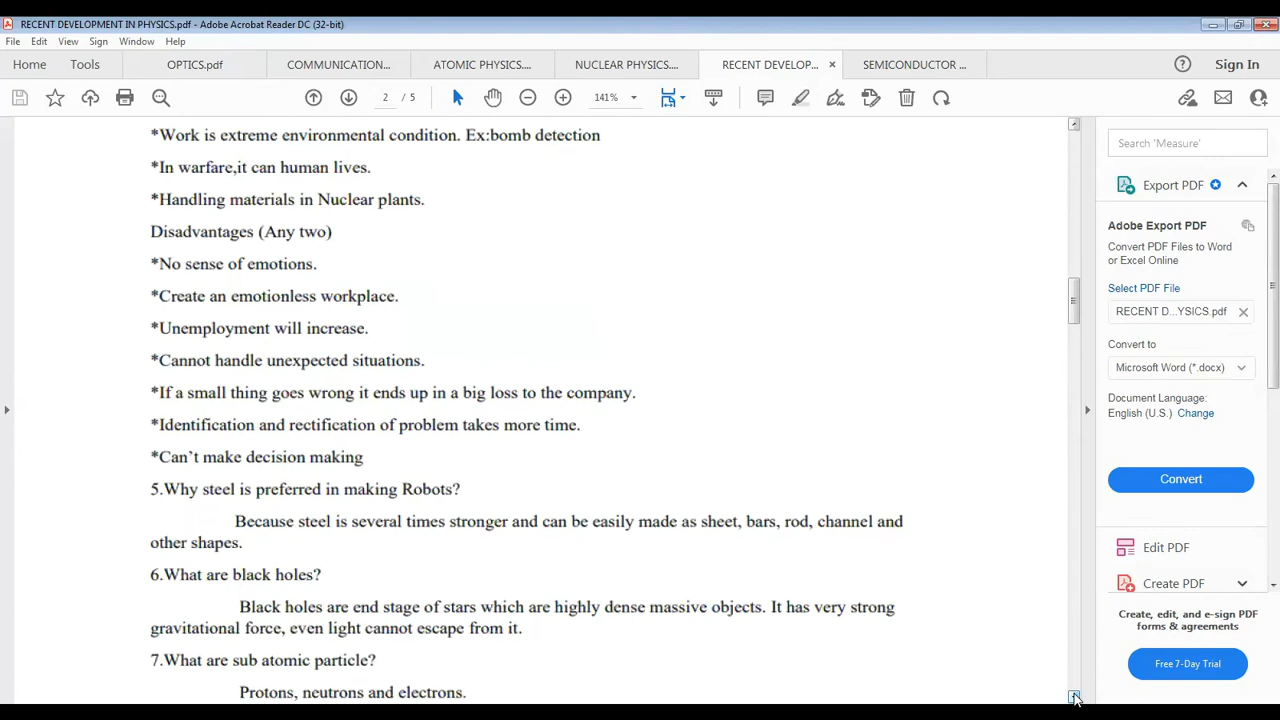 RECENT DEVELOPMENT IN PHYSICS.pdf - Adobe Acrobat Reader DC (32-bit)
File Edit View Sign Window Help
Home Tools OPTICS.pdf COMMUNICATION... ATOMIC PHYSICS.... NUCLEAR PHYSICS.... RECENT DEVELOP... × SEMICONDUCTOR ... Sign In
2 / 5 141%
*Work is extreme environmental condition. Ex:bomb detection
*In warfare,it can human lives.
*Handling materials in Nuclear plants.
Disadvantages (Any two)
*No sense of emotions.
*Create an emotionless workplace.
*Unemployment will increase.
*Cannot handle unexpected situations.
*If a small thing goes wrong it ends up in a big loss to the company.
*Identification and rectification of problem takes more time.
*Can't make decision making
5.Why steel is preferred in making Robots?
Because steel is several times stronger and can be easily made as sheet, bars, rod, channel and
other shapes.
6.What are black holes?
Black holes are end stage of stars which are highly dense massive objects. It has very strong
gravitational force, even light cannot escape from it.
7.What are sub atomic particle?
Protons, neutrons and electrons.
Search 'Measure'
Export PDF
Adobe Export PDF
Convert PDF Files to Word
or Excel Online
Select PDF File
RECENT D...YSICS.pdf
Convert to
Microsoft Word (*.docx)
Document Language:
English (U.S.) Change
Convert
Edit PDF
Create PDF
Create, edit, and e-sign PDF
forms & agreements
Free 7-Day Trial